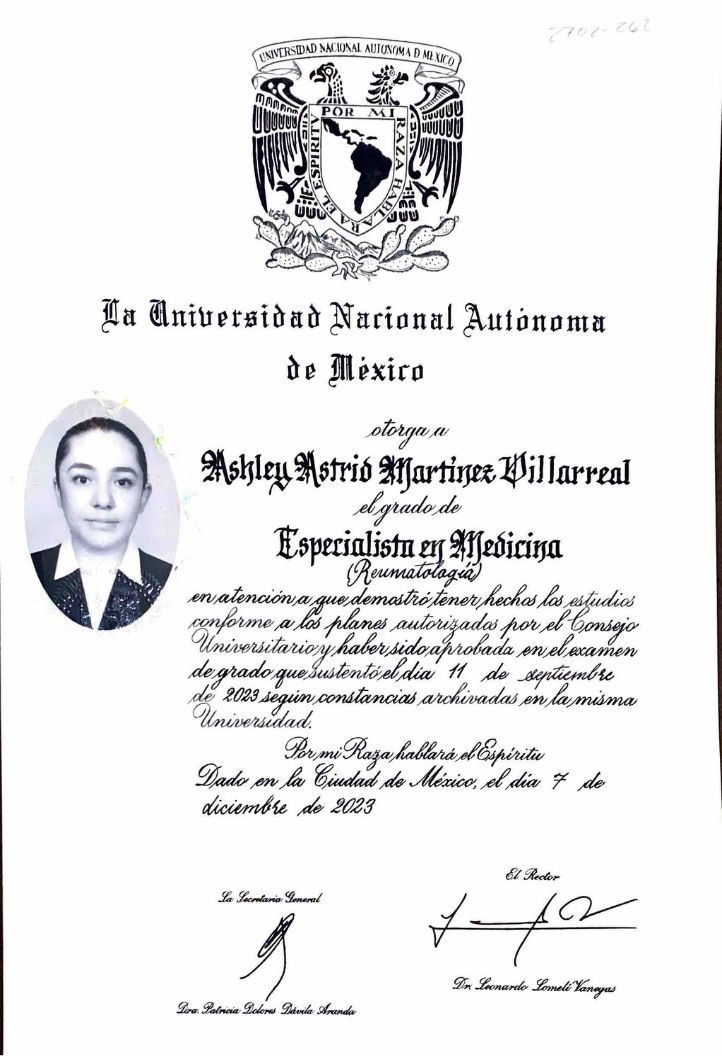 2702-262
UNIVERSIDAD NACIONAL AUTONOMA D MEXICO
POR MI RAZA HABLARA EL ESPIRITV
La Universidad Nacional Autónoma
de México
otorga a
Ashley Astrid Martínez Villarreal
el grado de
Especialista en Medicina
(Reumatología)
en atención a que demostró tener hechos los estudios
conforme a los planes autorizados por el Consejo
Universitario y haber sido aprobada en el examen
de grado que sustentó el día 11 de septiembre
de 2023 según constancias archivadas en la misma
Universidad.
Por mi Raza hablará el Espíritu
Dado en la Ciudad de México, el día 7 de
diciembre de 2023
El Rector
La Secretaria General
Dr. Leonardo Lomelí Vanegas
Dra. Patricia Dolores Dávila Aranda